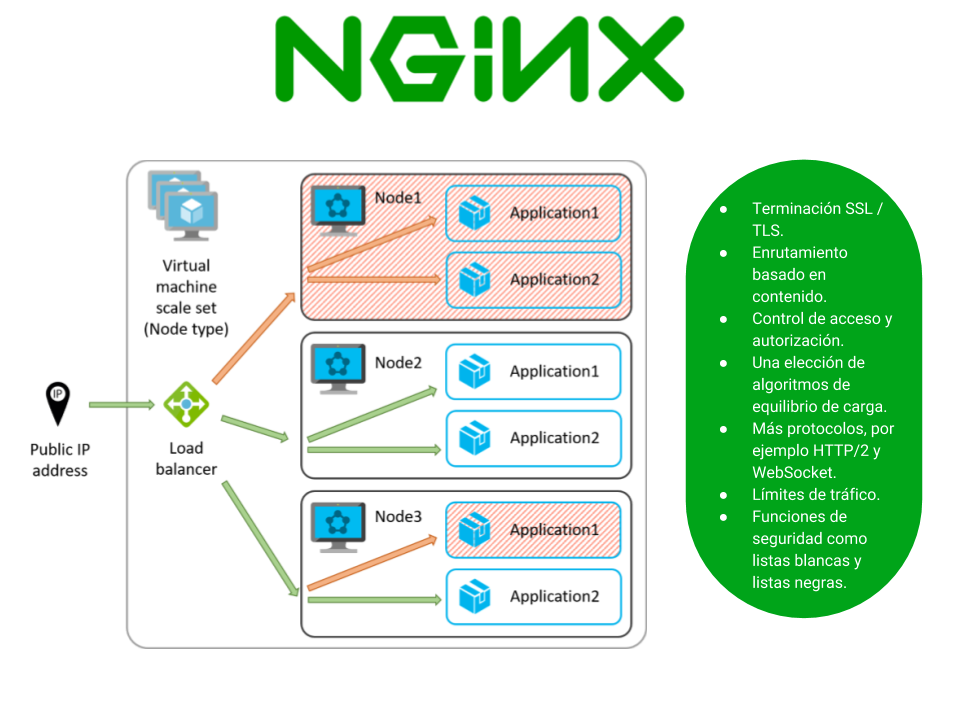 NGINX
Virtual
machine
scale set
(Node type)
IP
Public IP
address
Load
balancer
Node1
Application1
Application2
Node2
Application1
Application2
Node3
Application1
Application2
● Terminación SSL /
TLS.
● Enrutamiento
basado en
contenido.
● Control de acceso y
autorización.
● Una elección de
algoritmos de
equilibrio de carga.
● Más protocolos, por
ejemplo HTTP/2 y
WebSocket.
● Límites de tráfico.
● Funciones de
seguridad como
listas blancas y
listas negras.